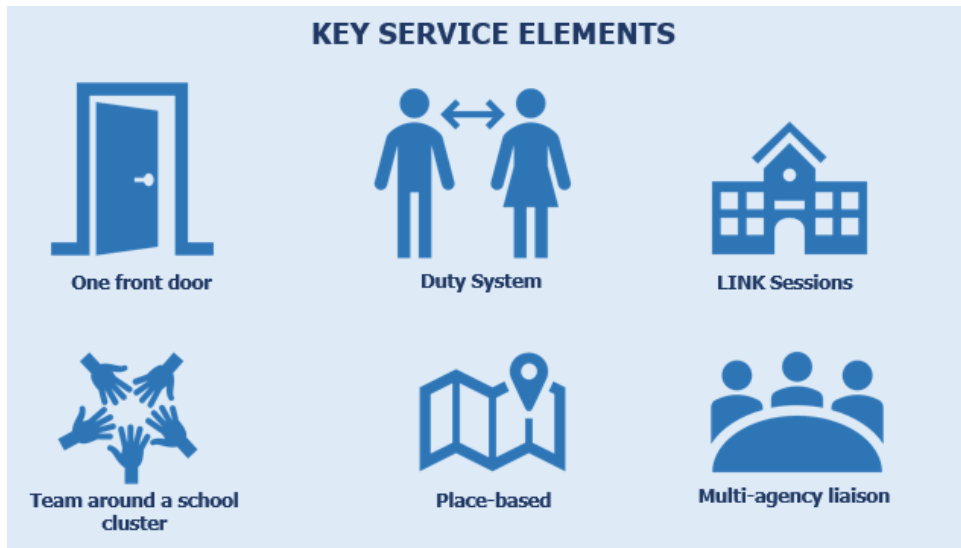 KEY SERVICE ELEMENTS
One front door
Duty System
LINK Sessions
Team around a school
cluster
Place-based
Multi-agency liaison